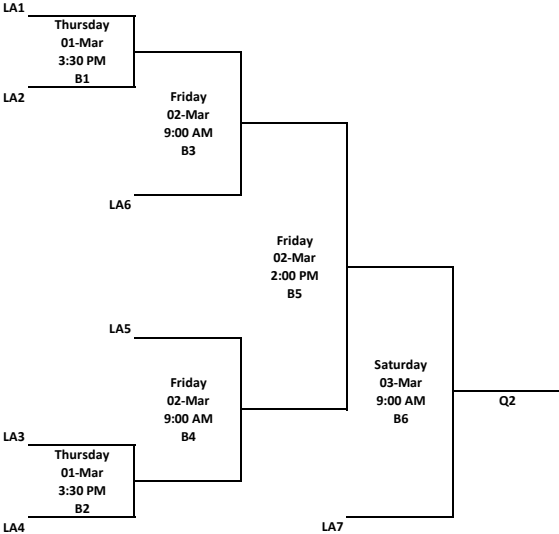 LA1
Thursday
01-Mar
3:30 PM
B1
LA2
Friday
02-Mar
9:00 AM
B3
LA6
Friday
02-Mar
2:00 PM
B5
LA5
Saturday
03-Mar
9:00 AM
B6
Q2
Friday
02-Mar
9:00 AM
B4
LA3
Thursday
01-Mar
3:30 PM
B2
LA4
LA7